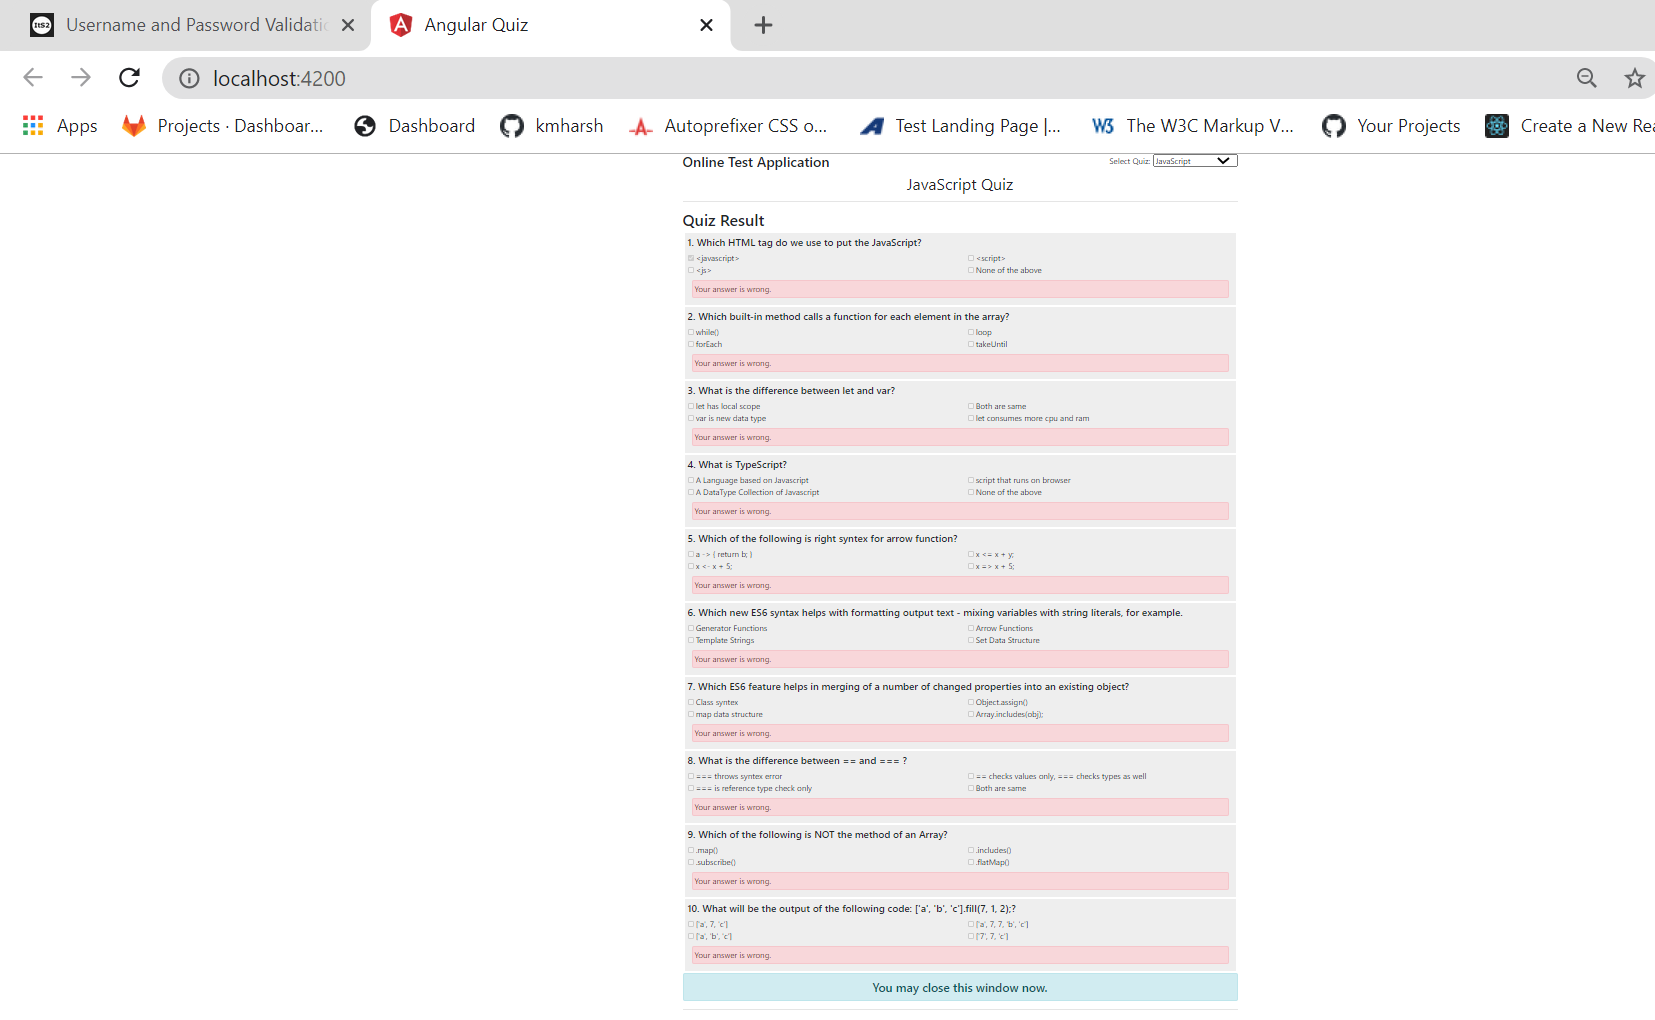 ItS2 Username and Password Validatio
Angular Quiz
localhost:4200
Apps
Projects · Dashboar...
Dashboard
kmharsh
Autoprefixer CSS o...
Test Landing Page |...
W3 The W3C Markup V...
Your Projects
Create a New Rea
Online Test Application
Select Quiz: JavaScript
JavaScript Quiz
Quiz Result
1. Which HTML tag do we use to put the JavaScript?
<javascript> <script>
<js> None of the above
Your answer is wrong.
2. Which built-in method calls a function for each element in the array?
while() loop
forEach takeUntil
Your answer is wrong.
3. What is the difference between let and var?
let has local scope Both are same
var is new data type let consumes more cpu and ram
Your answer is wrong.
4. What is TypeScript?
A Language based on Javascript script that runs on browser
A DataType Collection of Javascript None of the above
Your answer is wrong.
5. Which of the following is right syntex for arrow function?
a -> { return b; } x <= x + y;
x <- x + 5; x => x + 5;
Your answer is wrong.
6. Which new ES6 syntax helps with formatting output text - mixing variables with string literals, for example.
Generator Functions Arrow Functions
Template Strings Set Data Structure
Your answer is wrong.
7. Which ES6 feature helps in merging of a number of changed properties into an existing object?
Class syntex Object.assign()
map data structure Array.includes(obj);
Your answer is wrong.
8. What is the difference between == and === ?
=== throws syntex error == checks values only, === checks types as well
=== is reference type check only Both are same
Your answer is wrong.
9. Which of the following is NOT the method of an Array?
.map() .includes()
.subscribe() .flatMap()
Your answer is wrong.
10. What will be the output of the following code: ['a', 'b', 'c'].fill(7, 1, 2);?
['a', 7, 'c'] ['a', 7, 7, 'b', 'c']
['a', 'b', 'c'] ['7', 7, 'c']
Your answer is wrong.
You may close this window now.